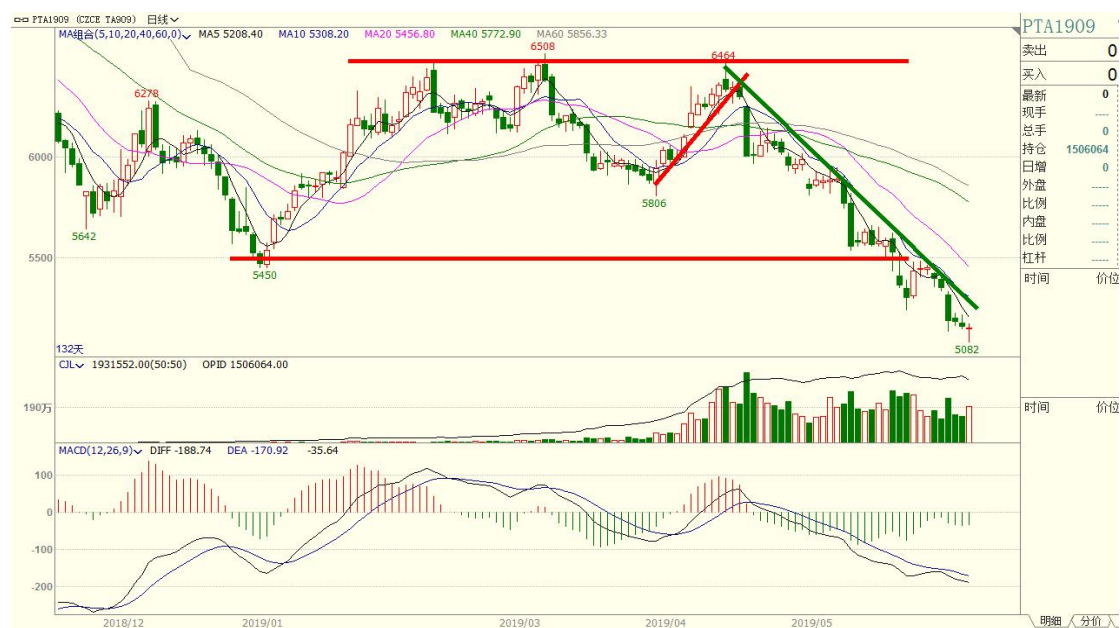 PTA1909 (CZCE TA909) 日线
MA组合(5,10,20,40,60,0) MA5 5208.40 MA10 5308.20 MA20 5456.80 MA40 5772.90 MA60 5856.33
6278
6508
6464
6000
5806
5642
5500
5450
132天
5082
CJL 1931552.00(50:50) OPID 1506064.00
190万
MACD(12,26,9) DIFF -188.74 DEA -170.92 -35.64
100
0
-100
-200
2018/12 2019/01 2019/03 2019/04 2019/05
PTA1909
卖出 0
买入 0
最新 0
现手 ----
总手 0
持仓 1506064
日增 0
外盘 -----
比例 -----
内盘 -----
比例 -----
杠杆 -----
时间 价位
时间 价位
明细 分价